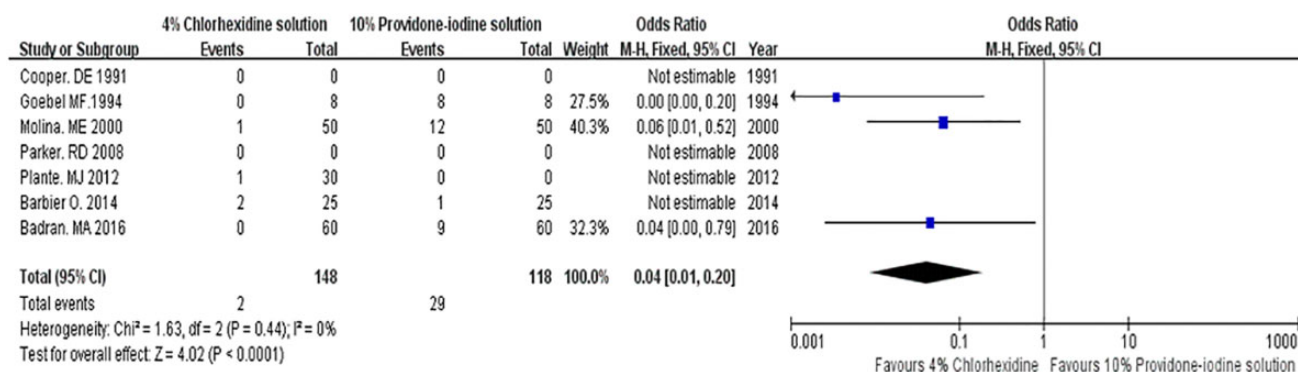 4% Chlorhexidine solution 10% Providone-iodine solution Odds Ratio Odds Ratio
Study or Subgroup Events Total Events Total Weight M-H, Fixed, 95% CI Year M-H, Fixed, 95% CI
Cooper. DE 1991 0 0 0 0 Not estimable 1991
Goebel MF.1994 0 8 8 8 27.5% 0.00 [0.00, 0.20] 1994
Molina. ME 2000 1 50 12 50 40.3% 0.06 [0.01, 0.52] 2000
Parker. RD 2008 0 0 0 0 Not estimable 2008
Plante. MJ 2012 1 30 0 0 Not estimable 2012
Barbier O. 2014 2 25 1 25 Not estimable 2014
Badran. MA 2016 0 60 9 60 32.3% 0.04 [0.00, 0.79] 2016
Total (95% CI) 148 118 100.0% 0.04 [0.01, 0.20]
Total events 2 29
Heterogeneity: Chi² = 1.63, df = 2 (P = 0.44); I² = 0%
Test for overall effect: Z = 4.02 (P < 0.0001)
0.001 0.1 1 10 1000
Favours 4% Chlorhexidine Favours 10% Providone-iodine solution